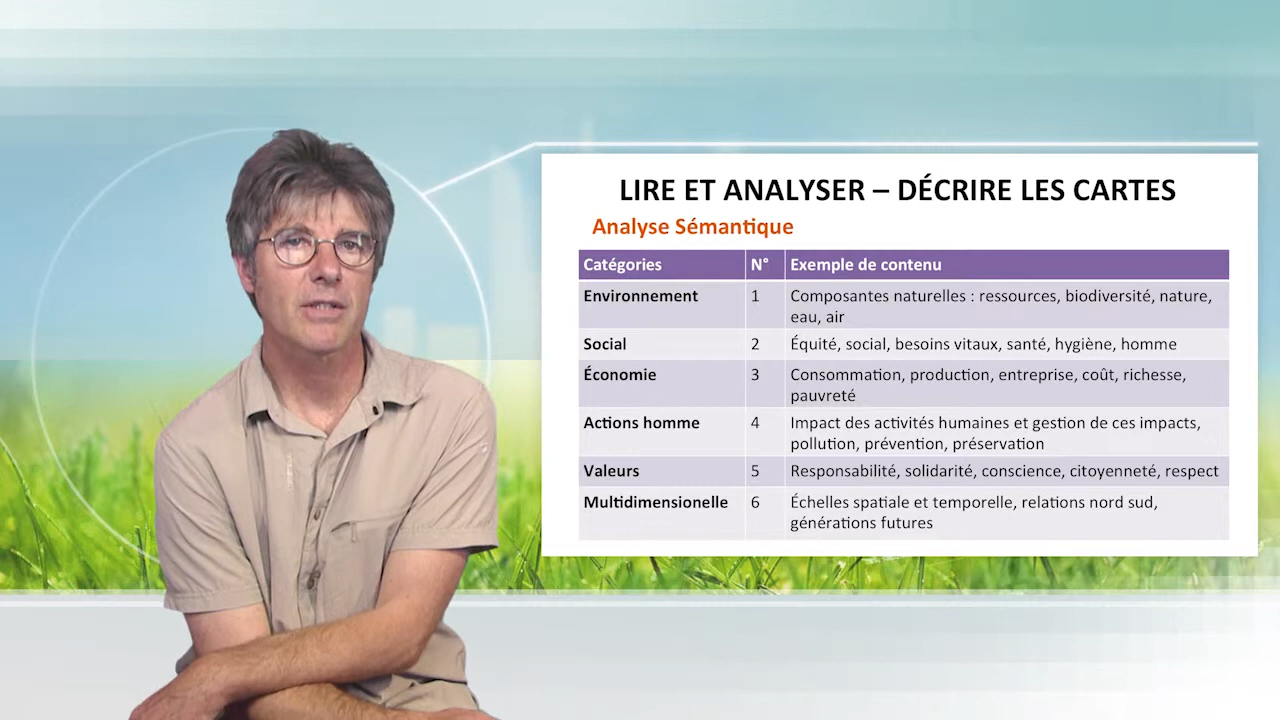 LIRE ET ANALYSER – DÉCRIRE LES CARTES
Analyse Sémantique
Catégories N° Exemple de contenu
Environnement 1 Composantes naturelles : ressources, biodiversité, nature,
eau, air
Social 2 Équité, social, besoins vitaux, santé, hygiène, homme
Économie 3 Consommation, production, entreprise, coût, richesse,
pauvreté
Actions homme 4 Impact des activités humaines et gestion de ces impacts,
pollution, prévention, préservation
Valeurs 5 Responsabilité, solidarité, conscience, citoyenneté, respect
Multidimensionelle 6 Échelles spatiale et temporelle, relations nord sud,
générations futures